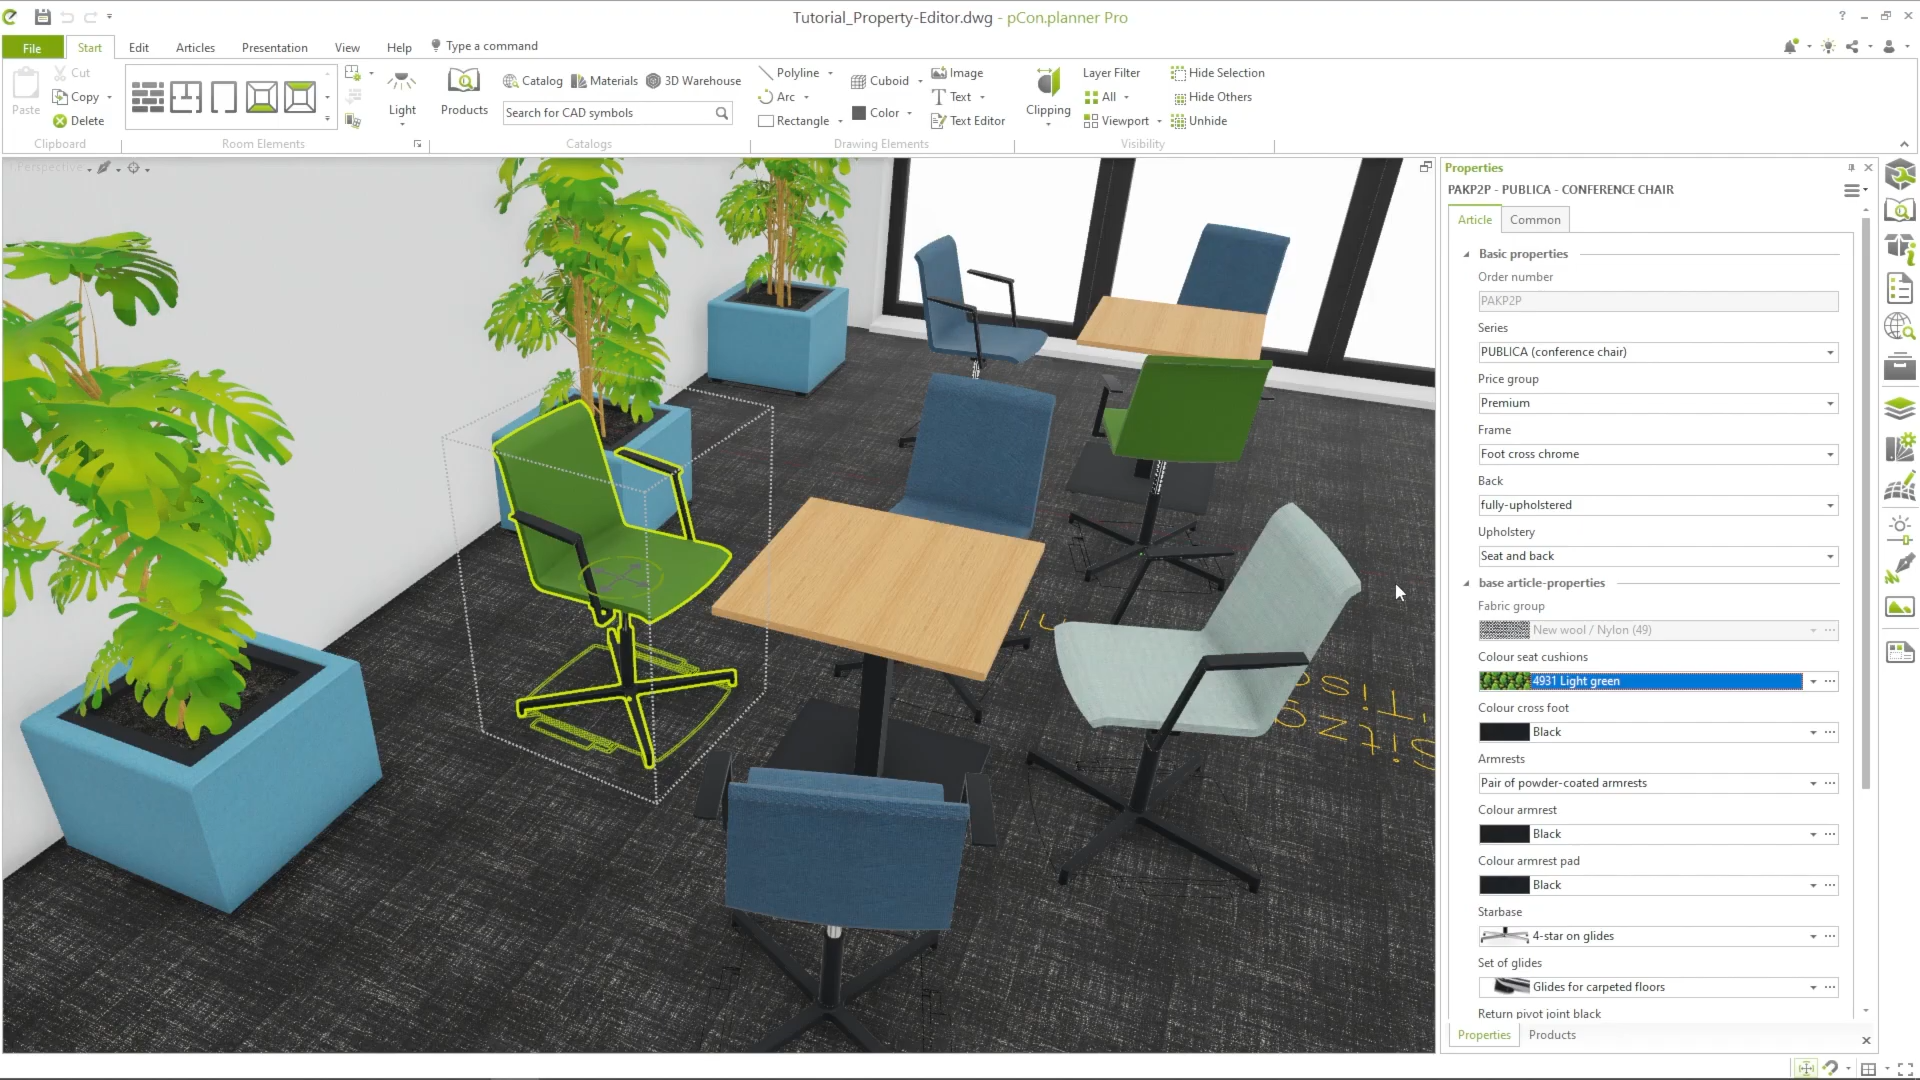 Tutorial_Property-Editor.dwg - pCon.planner Pro
File
Start
Edit
Articles
Presentation
View
Help
Type a command
Paste
Cut
Copy
Delete
Clipboard
Room Elements
Light
Products
Catalog
Materials
3D Warehouse
Search for CAD symbols
Catalogs
Polyline
Arc
Rectangle
Cuboid
Color
Image
Text
Text Editor
Drawing Elements
Clipping
Layer Filter
All
Viewport
Hide Selection
Hide Others
Unhide
Visibility
Perspective
Properties
PAKP2P - PUBLICA - CONFERENCE CHAIR
Article
Common
Basic properties
Order number
PAKP2P
Series
PUBLICA (conference chair)
Price group
Premium
Frame
Foot cross chrome
Back
fully-upholstered
Upholstery
Seat and back
base article-properties
Fabric group
New wool / Nylon (49)
Colour seat cushions
4931 Light green
Colour cross foot
Black
Armrests
Pair of powder-coated armrests
Colour armrest
Black
Colour armrest pad
Black
Starbase
4-star on glides
Set of glides
Glides for carpeted floors
Return pivot joint black
Properties
Products